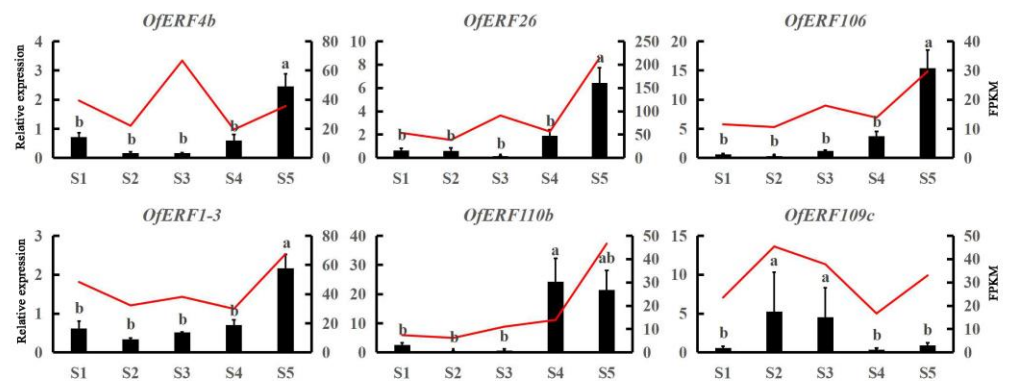 OfERF4b OfERF26 OfERF106
Relative expression
4 3 2 1 0
b b b b a
80 60 40 20 0
S1 S2 S3 S4 S5
10 8 6 4 2 0
b b b b a
250 200 150 100 50 0
S1 S2 S3 S4 S5
20 15 10 5 0
b b b b a
40 30 20 10 0
FPKM
S1 S2 S3 S4 S5
OfERF1-3 OfERF110b OfERF109c
Relative expression
3 2 1 0
b b b b a
80 60 40 20 0
S1 S2 S3 S4 S5
40 30 20 10 0
b b b a ab
50 40 30 20 10 0
S1 S2 S3 S4 S5
15 10 5 0
b a a b b
50 40 30 20 10 0
FPKM
S1 S2 S3 S4 S5